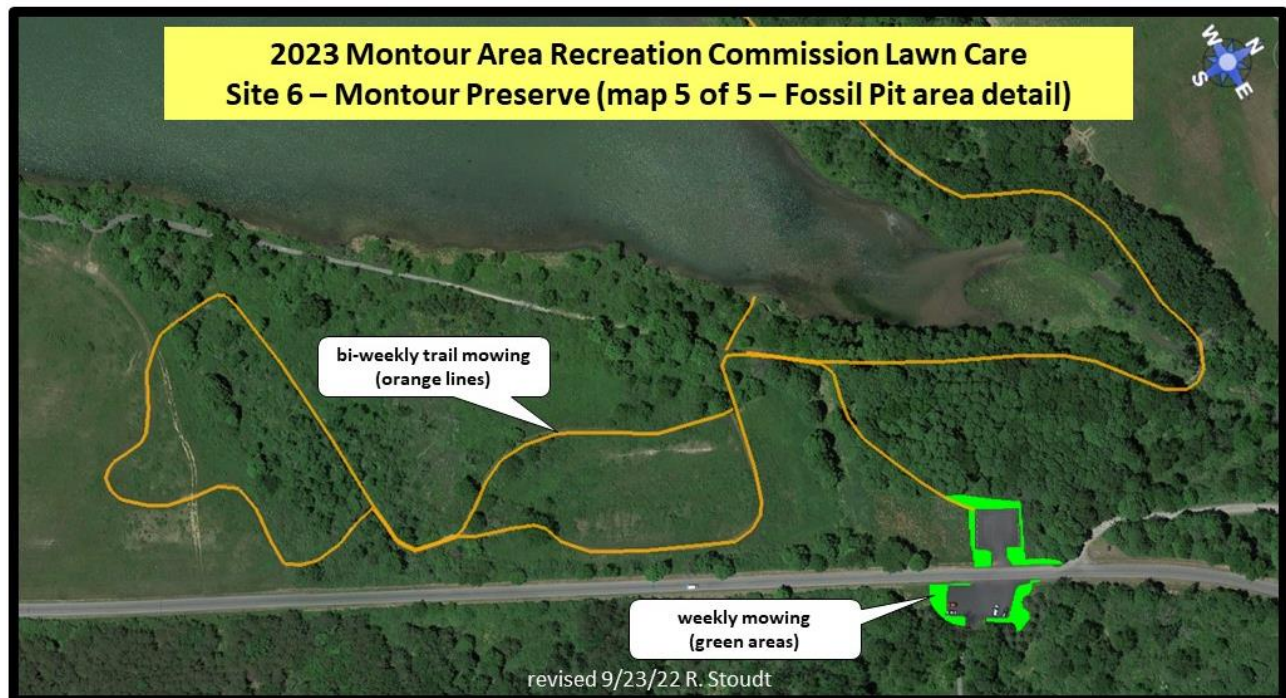 2023 Montour Area Recreation Commission Lawn Care
Site 6 – Montour Preserve (map 5 of 5 – Fossil Pit area detail)
W
N
S
E
bi-weekly trail mowing
(orange lines)
weekly mowing
(green areas)
revised 9/23/22 R. Stoudt